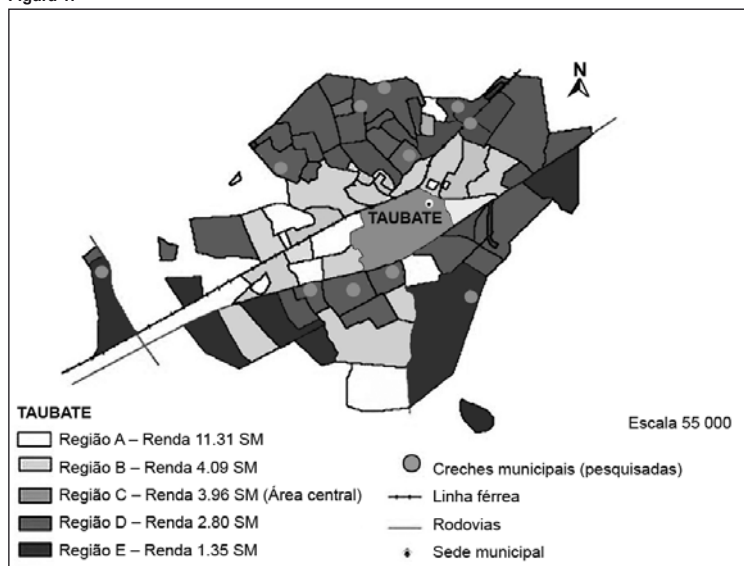 N
TAUBATE
TAUBATE
Região A – Renda 11.31 SM
Região B – Renda 4.09 SM
Região C – Renda 3.96 SM (Área central)
Região D – Renda 2.80 SM
Região E – Renda 1.35 SM
Escala 55 000
Creches municipais (pesquisadas)
Linha férrea
Rodovias
Sede municipal